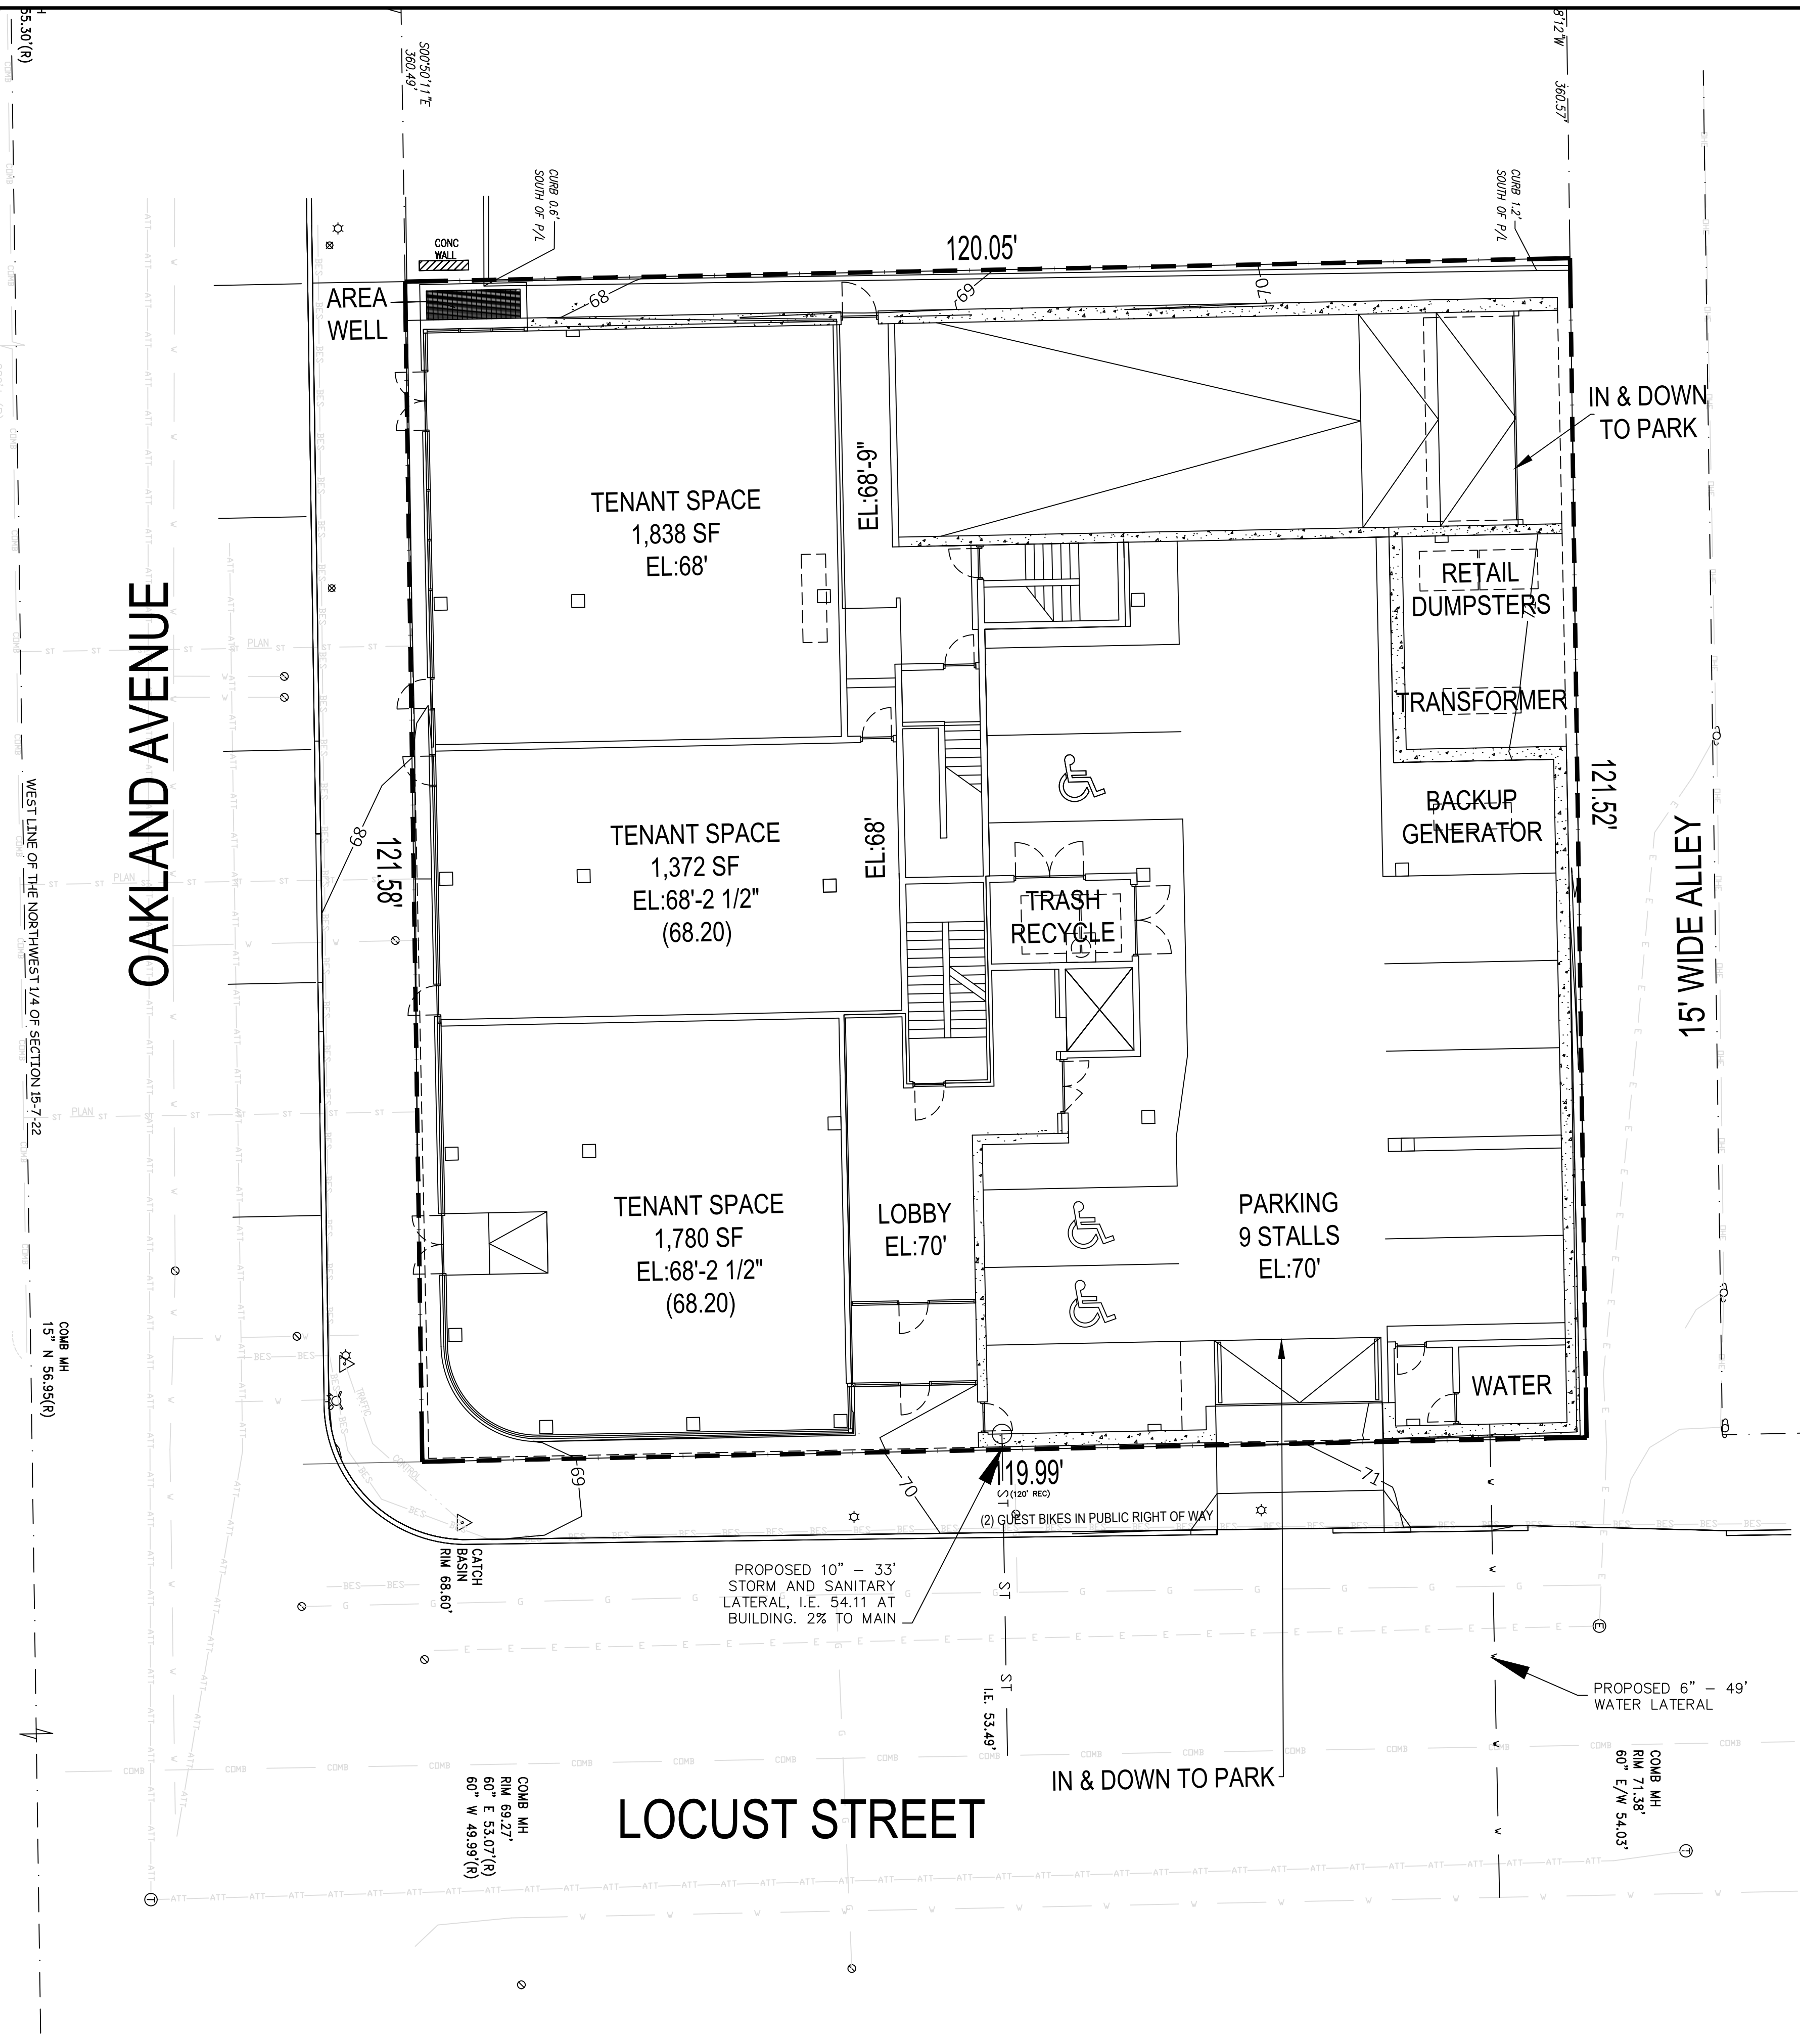 55.30'(R)
S00°50'11"E
360.49'
8'12"W
360.57'
CURB 0.6'
SOUTH OF P/L
CURB 1.2'
SOUTH OF P/L
CONC
WALL
120.05'
AREA
WELL
68
69
70
IN & DOWN
TO PARK
TENANT SPACE
1,838 SF
EL:68'
EL:68'-9"
RETAIL
DUMPSTERS
TRANSFORMER
BACKUP
GENERATOR
OAKLAND AVENUE
WEST LINE OF THE NORTHWEST 1/4 OF SECTION 15-7-22
68
121.58'
TENANT SPACE
1,372 SF
EL:68'-2 1/2"
(68.20)
EL:68'
TRASH
RECYCLE
121.52'
15' WIDE ALLEY
TENANT SPACE
1,780 SF
EL:68'-2 1/2"
(68.20)
LOBBY
EL:70'
PARKING
9 STALLS
EL:70'
WATER
COMB MH
15" N 56.95(R)
TRAFFIC CONTROL
69
70
71
119.99'
(120' REC)
(2) GUEST BIKES IN PUBLIC RIGHT OF WAY
CATCH
BASIN
RIM 68.60'
PROPOSED 10" – 33'
STORM AND SANITARY
LATERAL, I.E. 54.11 AT
BUILDING. 2% TO MAIN
ST
ST
I.E. 53.49'
PROPOSED 6" – 49'
WATER LATERAL
IN & DOWN TO PARK
COMB MH
RIM 69.27'
60" E 53.07'(R)
60" W 49.99'(R)
LOCUST STREET
COMB MH
RIM 71.38'
60" E/W 54.03'